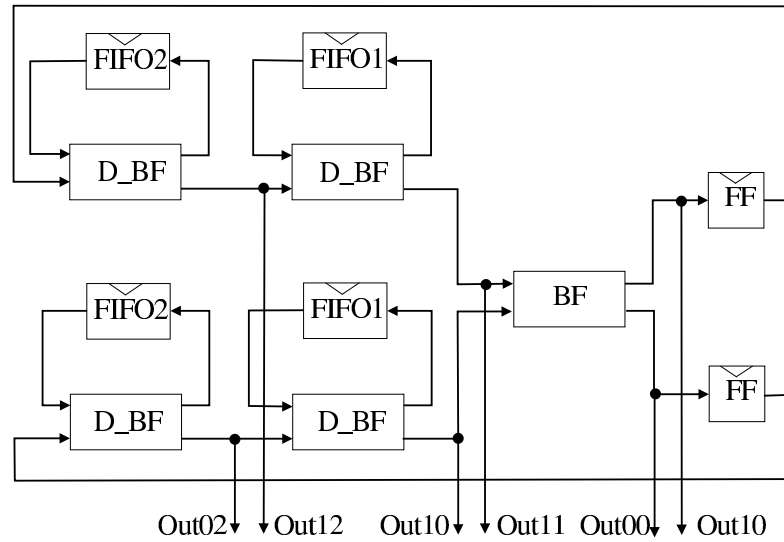 FIFO2
FIFO1
D_BF
D_BF
FF
BF
FIFO2
FIFO1
FF
D_BF
D_BF
Out02
Out12
Out10
Out11
Out00
Out10